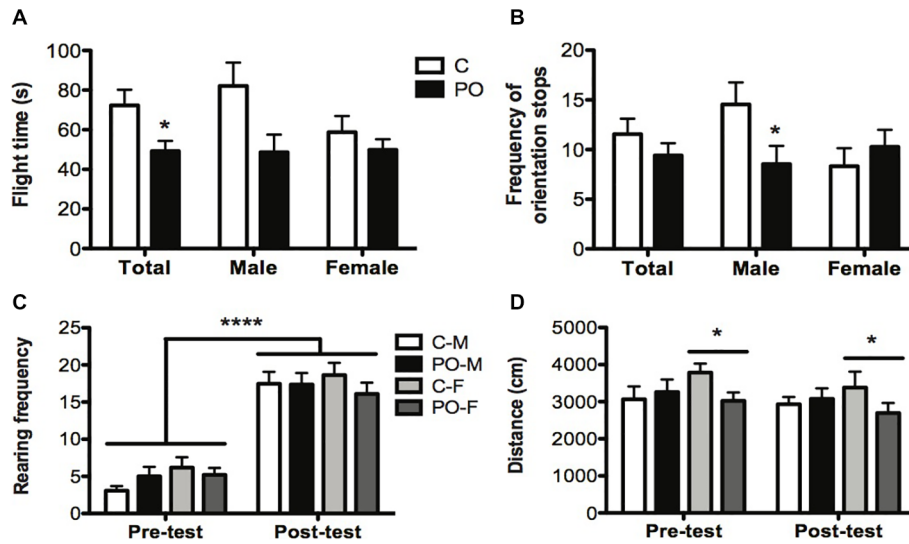 A
Flight time (s)
100
80
60
40
20
0
*
Total
Male
Female
C
PO
B
Frequency of
orientation stops
20
15
10
5
0
*
Total
Male
Female
C
Rearing frequency
25
20
15
10
5
0
****
Pre-test
Post-test
C-M
PO-M
C-F
PO-F
D
Distance (cm)
5000
4000
3000
2000
1000
0
*
*
Pre-test
Post-test